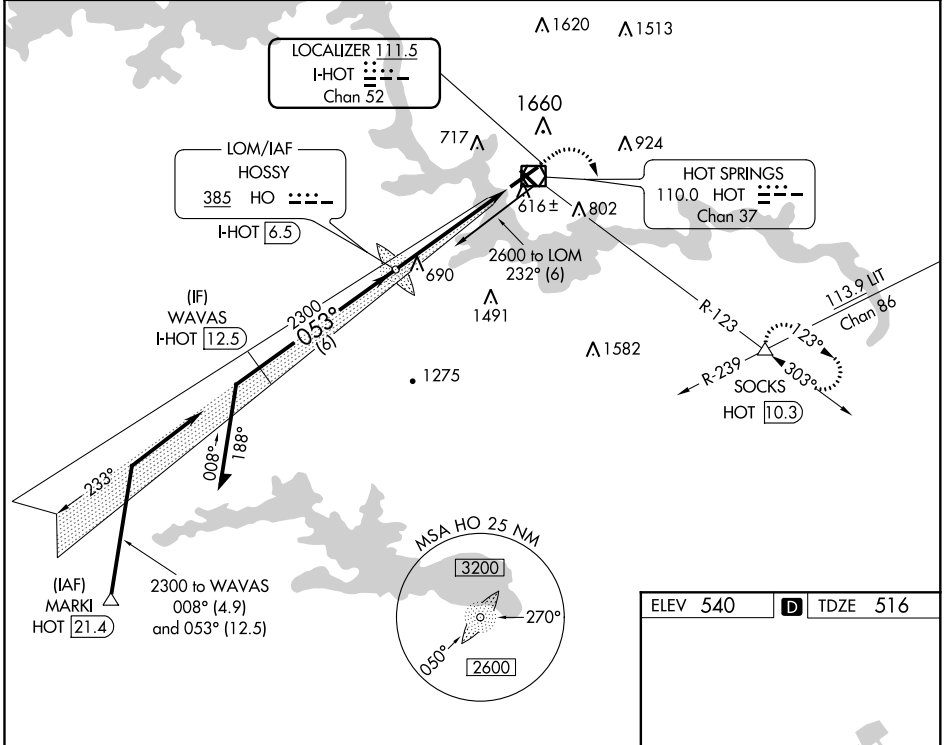 1620
1513
LOCALIZER 111.5
I-HOT
Chan 52
1660
717
924
LOM/IAF
HOSSY
385 HO
I-HOT 6.5
HOT SPRINGS
110.0 HOT
Chan 37
616±
802
2600 to LOM
232° (6)
690
(IF)
WAVAS
I-HOT 12.5
2300
053°
(6)
1491
R-123
113.9 LIT
Chan 86
1582
123°
1275
R-239
303°
SOCKS
HOT 10.3
008°
188°
233°
(IAF)
MARKI
HOT 21.4
2300 to WAVAS
008° (4.9)
and 053° (12.5)
MSA HO 25 NM
3200
270°
050°
2600
ELEV 540 D TDZE 516